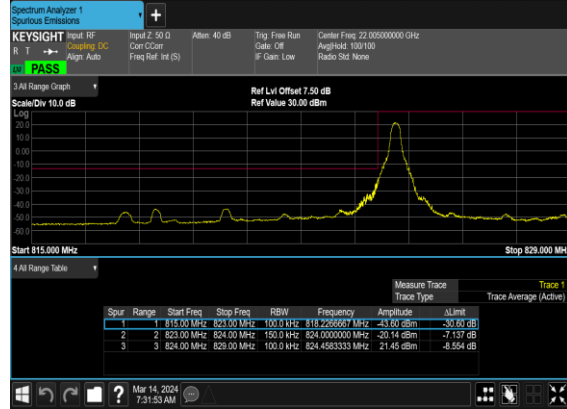 Spectrum Analyzer 1
Spurious Emissions
KEYSIGHT Input: RF Input Z: 50 Ω Atten: 40 dB Trig: Free Run Center Freq: 22.005000000 GHz
R T Coupling: DC Corr CCorr Gate: Off Avg|Hold: 100/100
Align: Auto Freq Ref: Int (S) IF Gain: Low Radio Std: None
PASS
3 All Range Graph
Ref Lvl Offset 7.50 dB
Scale/Div 10.0 dB Ref Value 30.00 dBm
Log
20.0
10.0
0.00
-10.0
-20.0
-30.0
-40.0
-50.0
-60.0
Start 815.000 MHz Stop 829.000 MH
4 All Range Table
Measure Trace Trace 1
Trace Type Trace Average (Active)
Spur Range Start Freq Stop Freq RBW Frequency Amplitude ΔLimit
1 1 815.00 MHz 823.00 MHz 100.0 kHz 818.2266667 MHz -43.60 dBm -30.60 dB
2 2 823.00 MHz 824.00 MHz 150.0 kHz 824.0000000 MHz -20.14 dBm -7.137 dB
3 3 824.00 MHz 829.00 MHz 100.0 kHz 824.4583333 MHz 21.45 dBm -8.554 dB
? Mar 14, 2024
7:31:53 AM